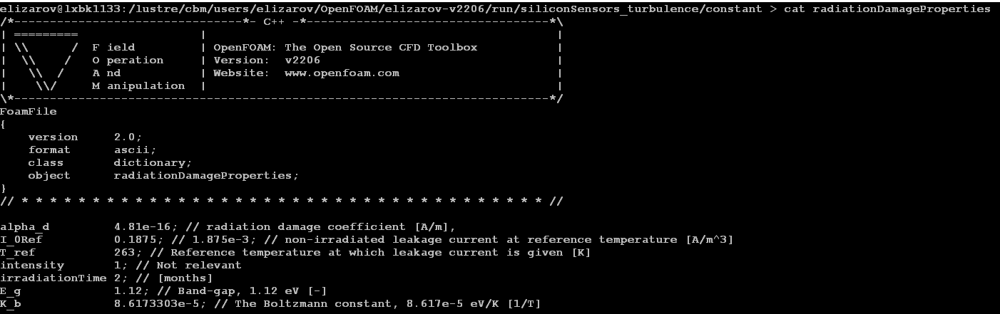 elizarov@lxbk1133:/lustre/cbm/users/elizarov/OpenFOAM/elizarov-v2206/run/siliconSensors_turbulence/constant > cat radiationDamageProperties
/*--------------------------------*- C++ -*----------------------------------*\
| =========                 |                                                 |
| \\      /  F ield         | OpenFOAM: The Open Source CFD Toolbox           |
|  \\    /   O peration     | Version:  v2206                                 |
|   \\  /    A nd           | Website:  www.openfoam.com                      |
|    \\/     M anipulation  |                                                 |
\*---------------------------------------------------------------------------*/
FoamFile
{
    version     2.0;
    format      ascii;
    class       dictionary;
    object      radiationDamageProperties;
}
// * * * * * * * * * * * * * * * * * * * * * * * * * * * * * * * * * * * * * //

alpha_d         4.81e-16; // radiation damage coefficient [A/m],
I_0Ref          0.1875; // 1.875e-3; // non-irradiated leakage current at reference temperature [A/m^3]
T_ref           263; // Reference temperature at which leakage current is given [K]
intensity       1; // Not relevant
irradiationTime 2; // [months]
E_g             1.12; // Band-gap, 1.12 eV [-]
K_b             8.6173303e-5; // The Boltzmann constant, 8.617e-5 eV/K [1/T]